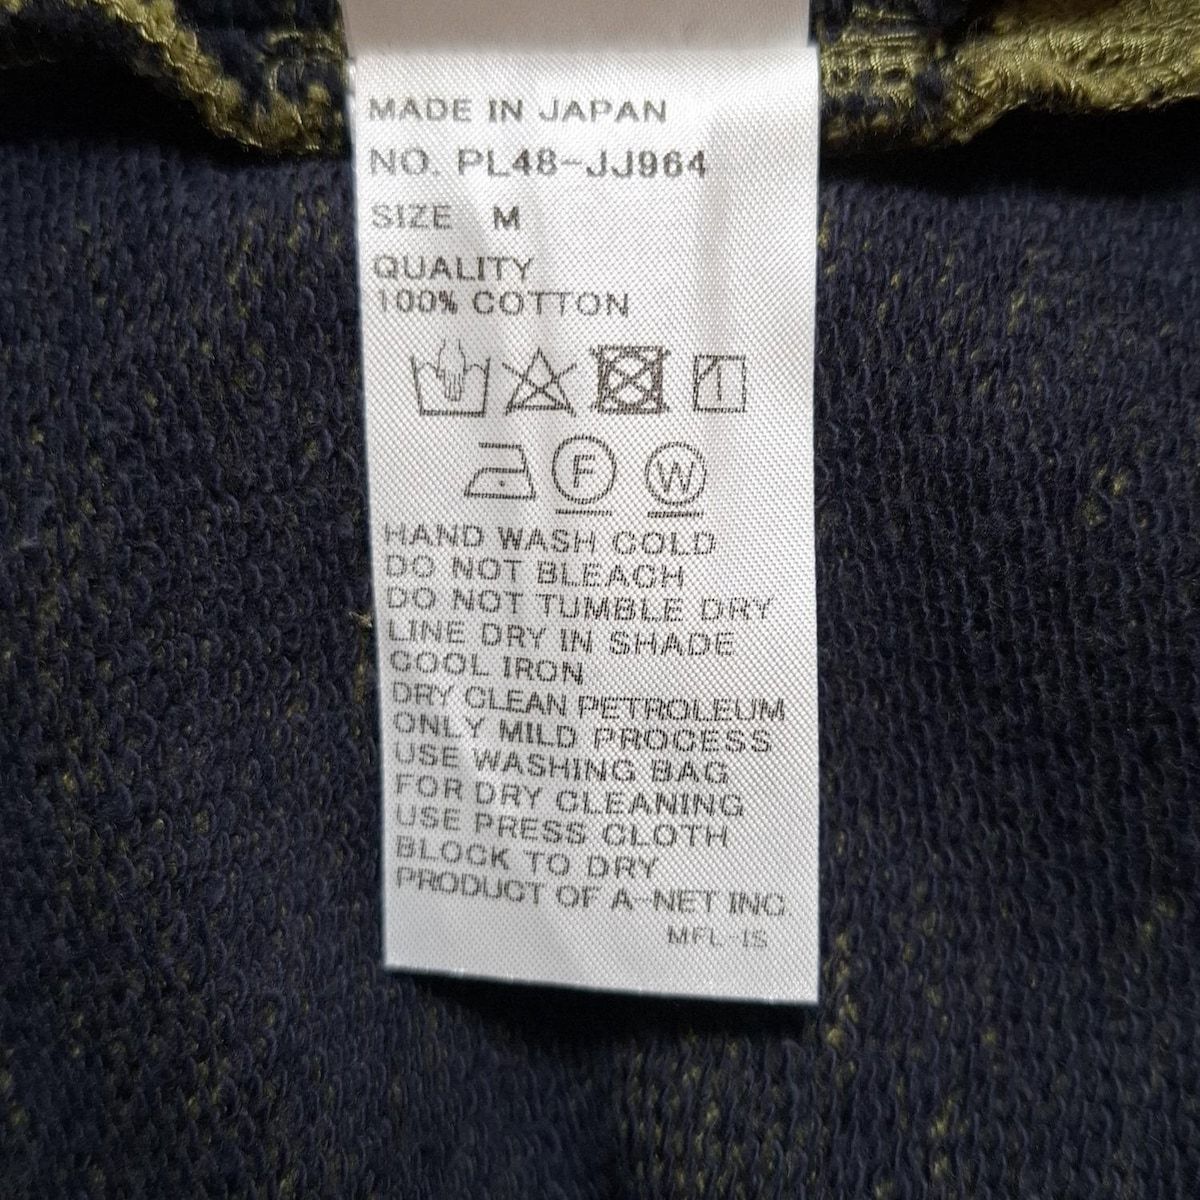 MADE IN JAPAN
NO. PL48-JJ964
SIZE M
QUALITY
100% COTTON
F W
HAND WASH COLD
DO NOT BLEACH
DO NOT TUMBLE DRY
LINE DRY IN SHADE
COOL IRON
DRY CLEAN PETROLEUM
ONLY MILD PROCESS
USE WASHING BAG
FOR DRY CLEANING
USE PRESS CLOTH
BLOCK TO DRY
PRODUCT OF A-NET INC.
MFL-IS